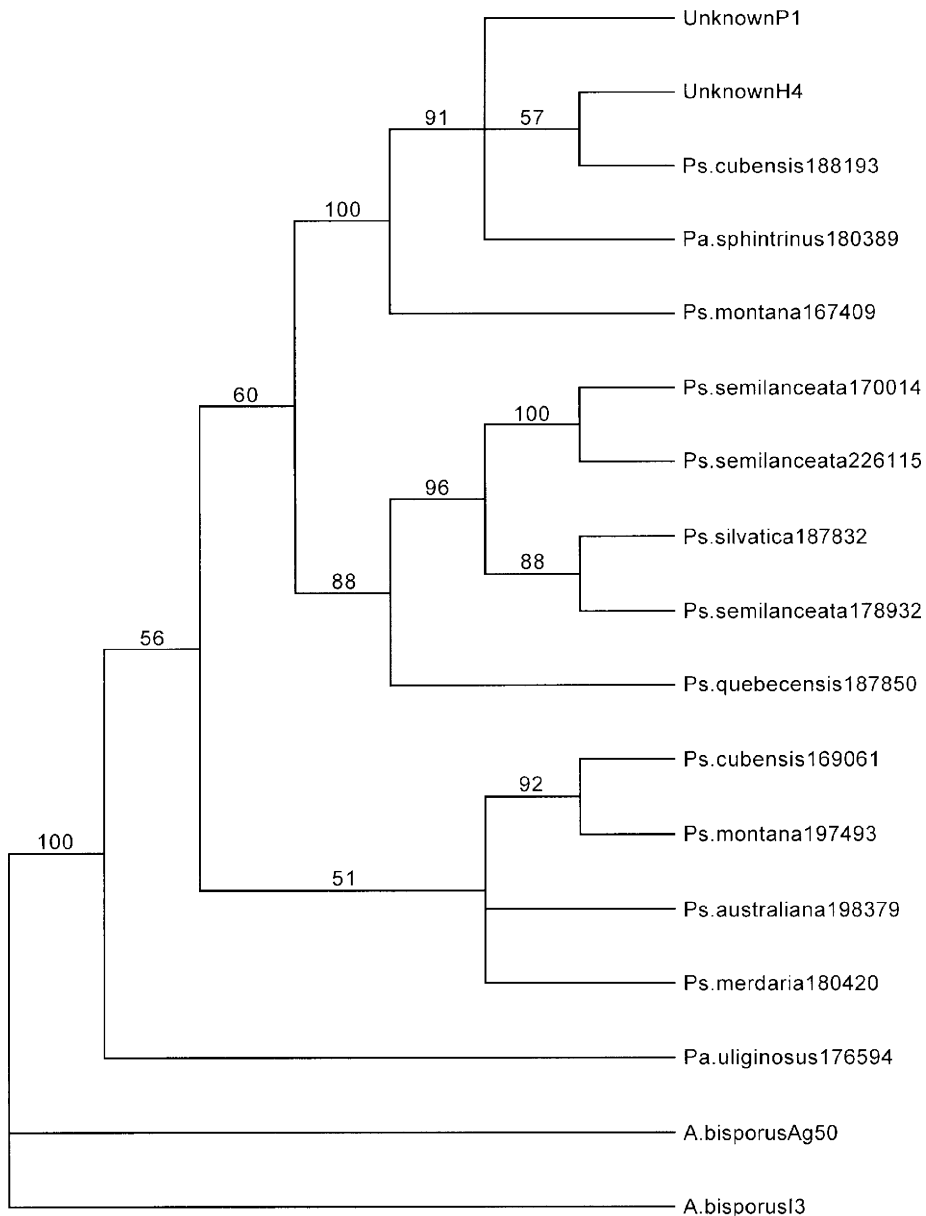 UnknownP1
UnknownH4
91
57
Ps.cubensis188193
100
Pa.sphintrinus180389
Ps.montana167409
Ps.semilanceata170014
60
100
Ps.semilanceata226115
96
Ps.silvatica187832
88
88
Ps.semilanceata178932
56
Ps.quebecensis187850
Ps.cubensis169061
92
Ps.montana197493
100
51
Ps.australiana198379
Ps.merdaria180420
Pa.uliginosus176594
A.bisporusAg50
A.bisporusI3